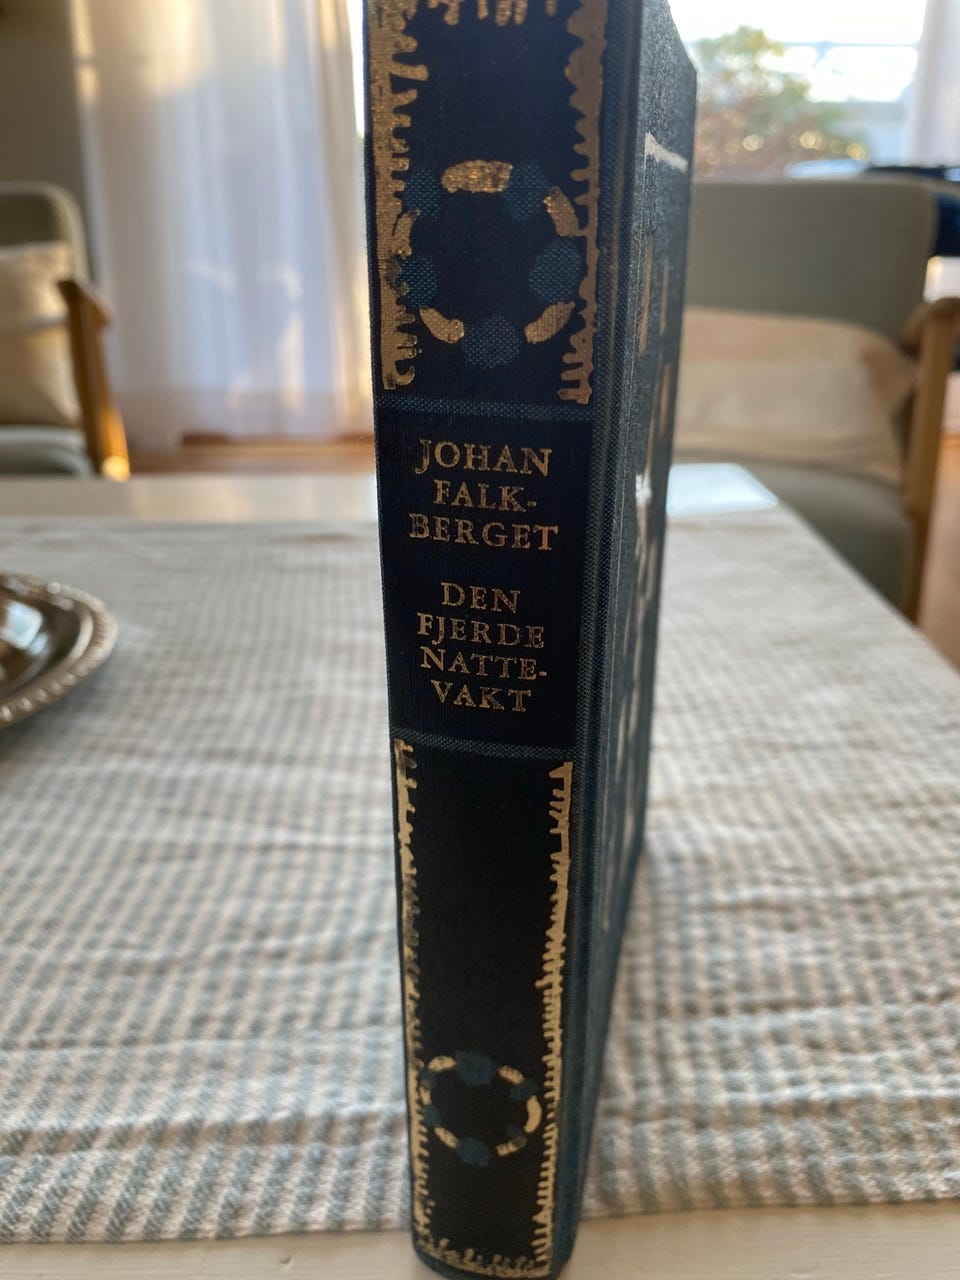 JOHAN
FALK-
BERGET
DEN
FJERDE
NATTE-
VAKT